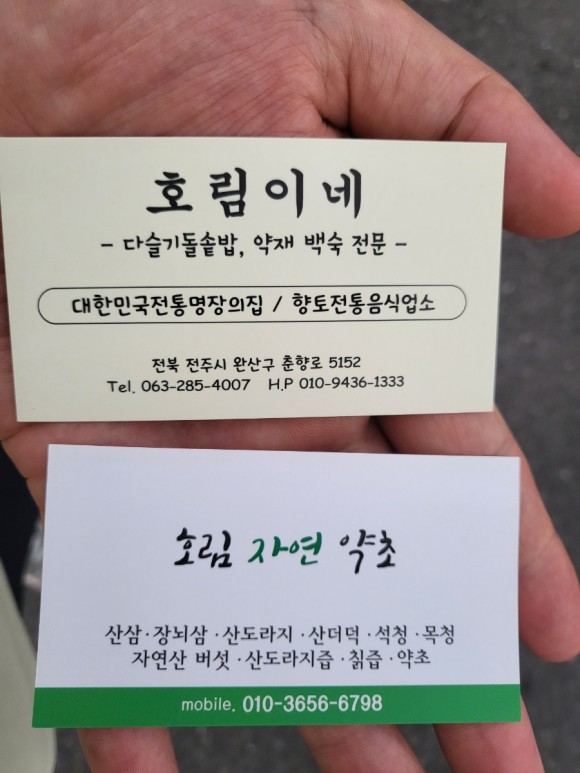 호림이네
- 다슬기돌솥밥, 약재 백숙 전문 -
대한민국전통명장의집 / 향토전통음식업소
전북 전주시 완산구 춘향로 5152
Tel. 063-285-4007 H.P 010-9436-1333
호림 자연 약초
산삼·장뇌삼·산도라지·산더덕·석청·목청
자연산 버섯·산도라지즙·칡즙·약초
mobile. 010-3656-6798